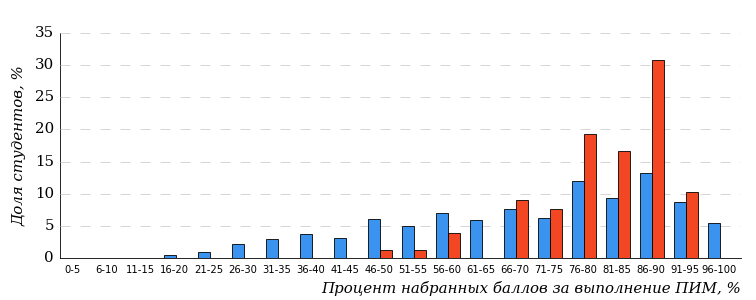 35
30
25
20
15
10
5
0
Доля студентов, %
0-5 6-10 11-15 16-20 21-25 26-30 31-35 36-40 41-45 46-50 51-55 56-60 61-65 66-70 71-75 76-80 81-85 86-90 91-95 96-100
Процент набранных баллов за выполнение ПИМ, %